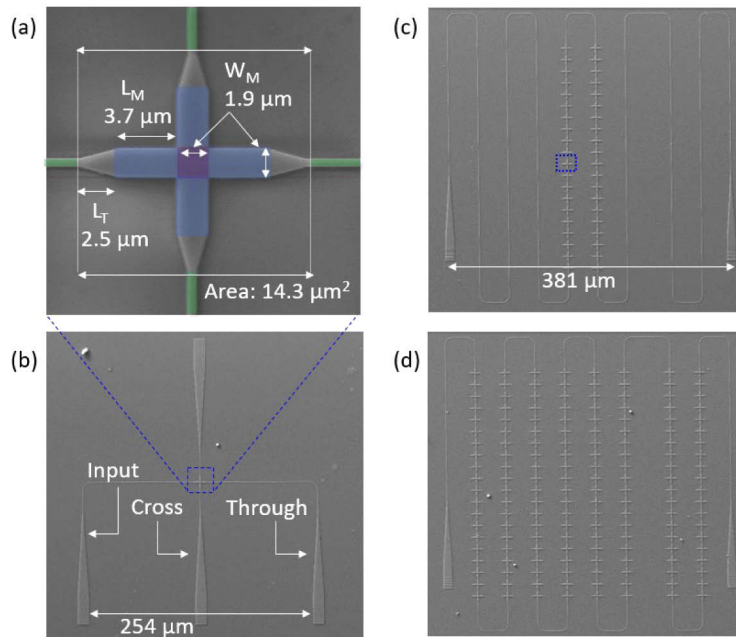 (a)
L_M
3.7 µm
W_M
1.9 µm
L_T
2.5 µm
Area: 14.3 µm²
(b)
Input
Cross
Through
254 µm
(c)
381 µm
(d)